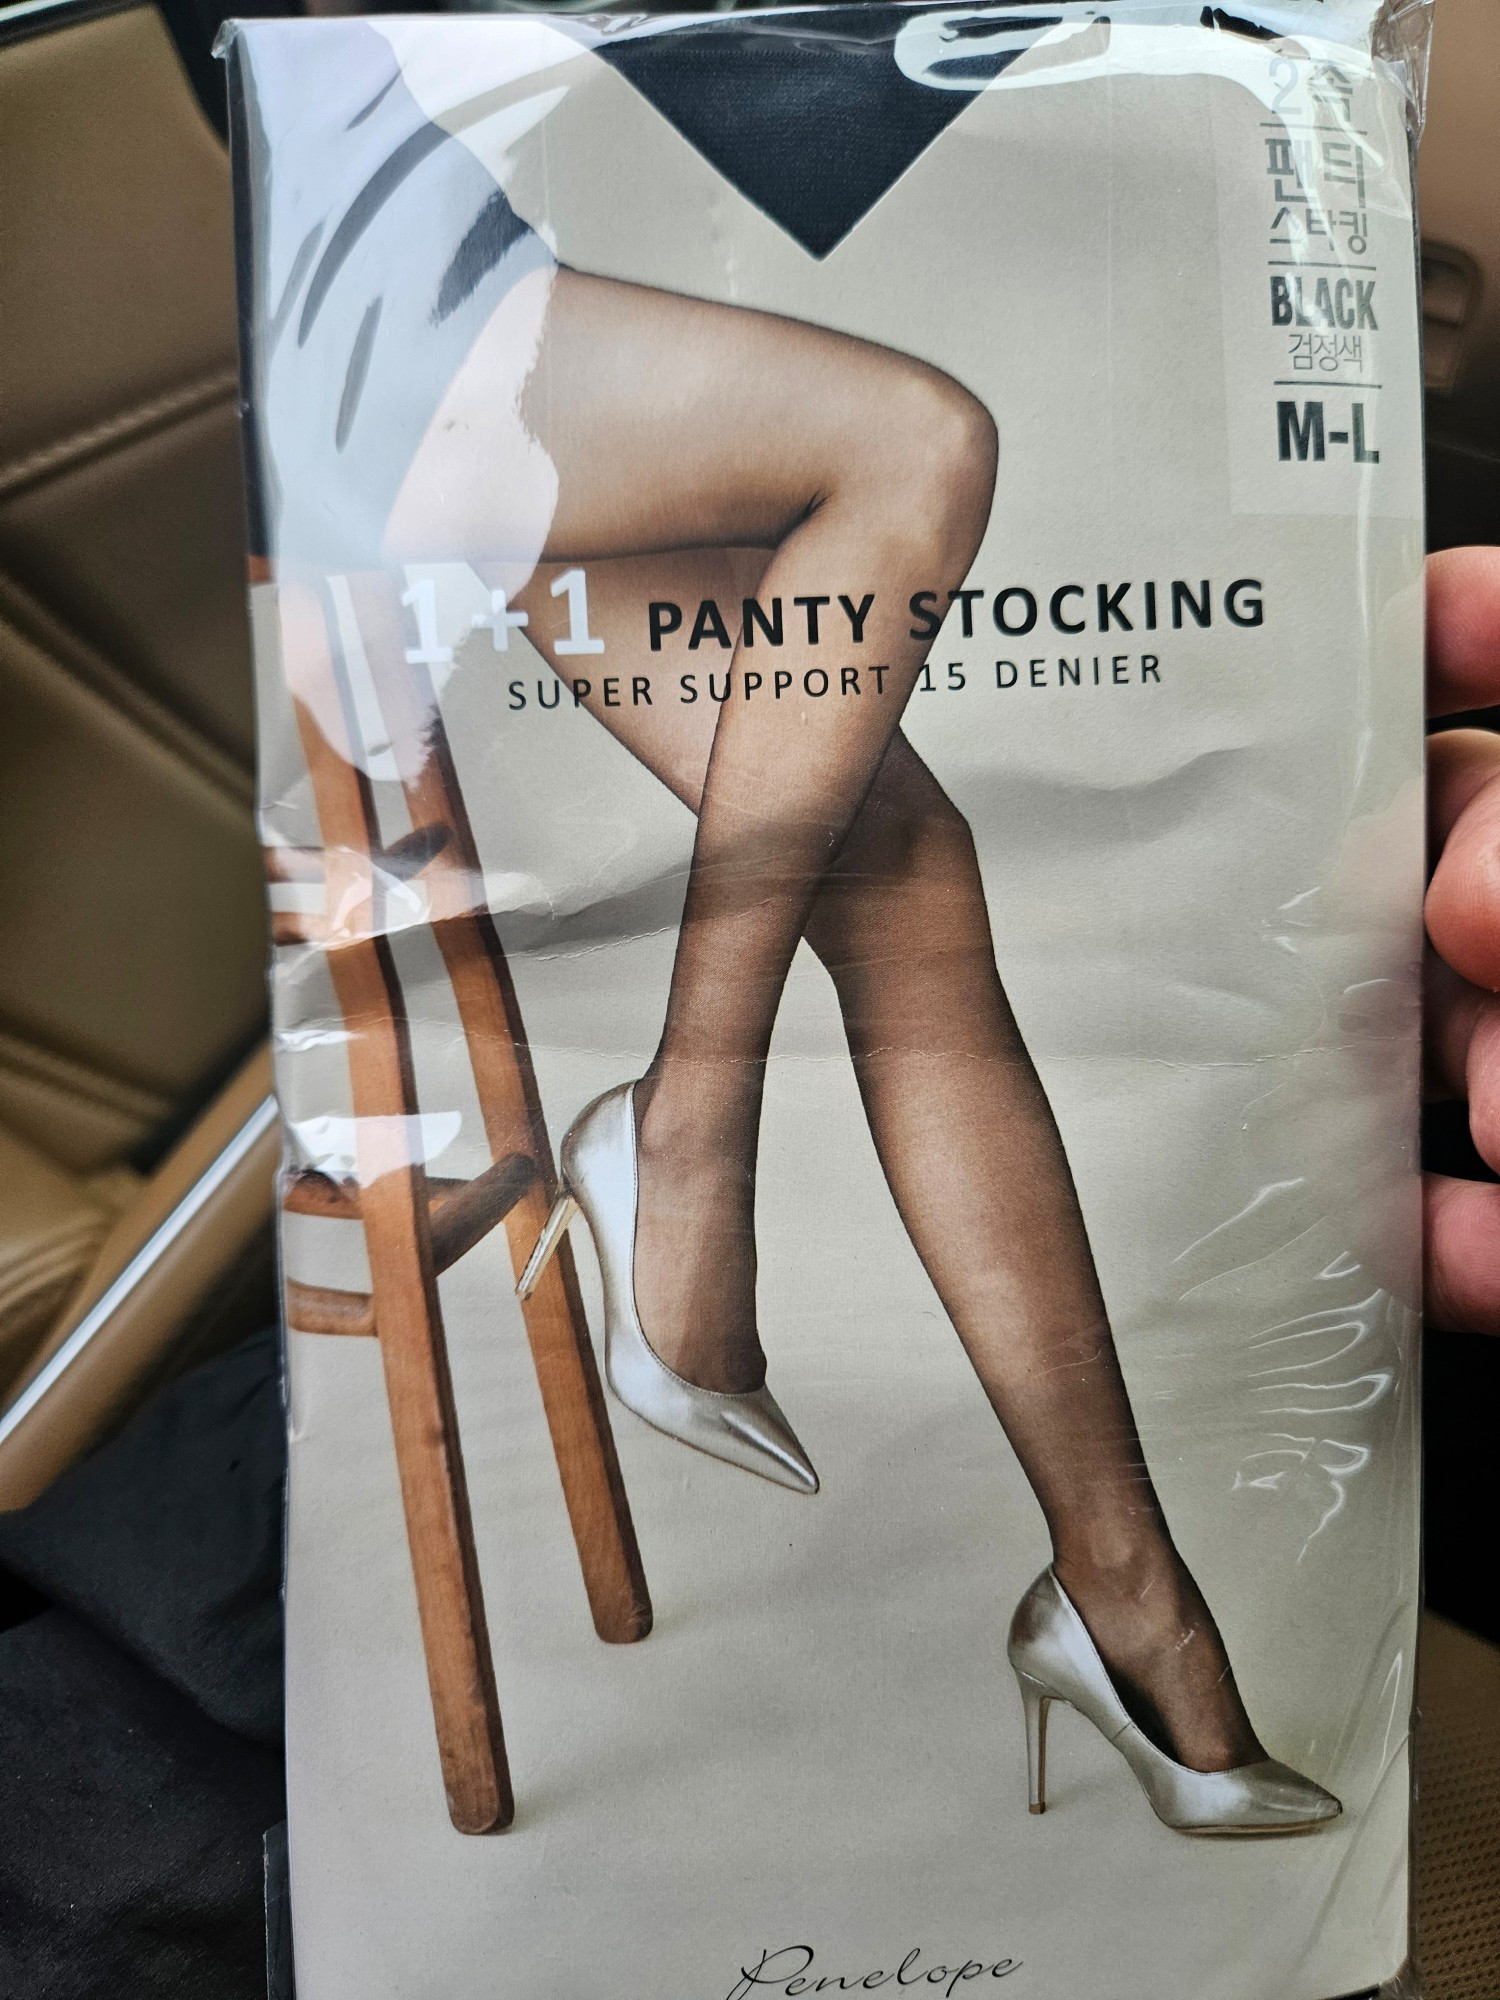 2족
팬티
스타킹
BLACK
검정색
M-L
1+1 PANTY STOCKING
SUPER SUPPORT 15 DENIER
Penelope